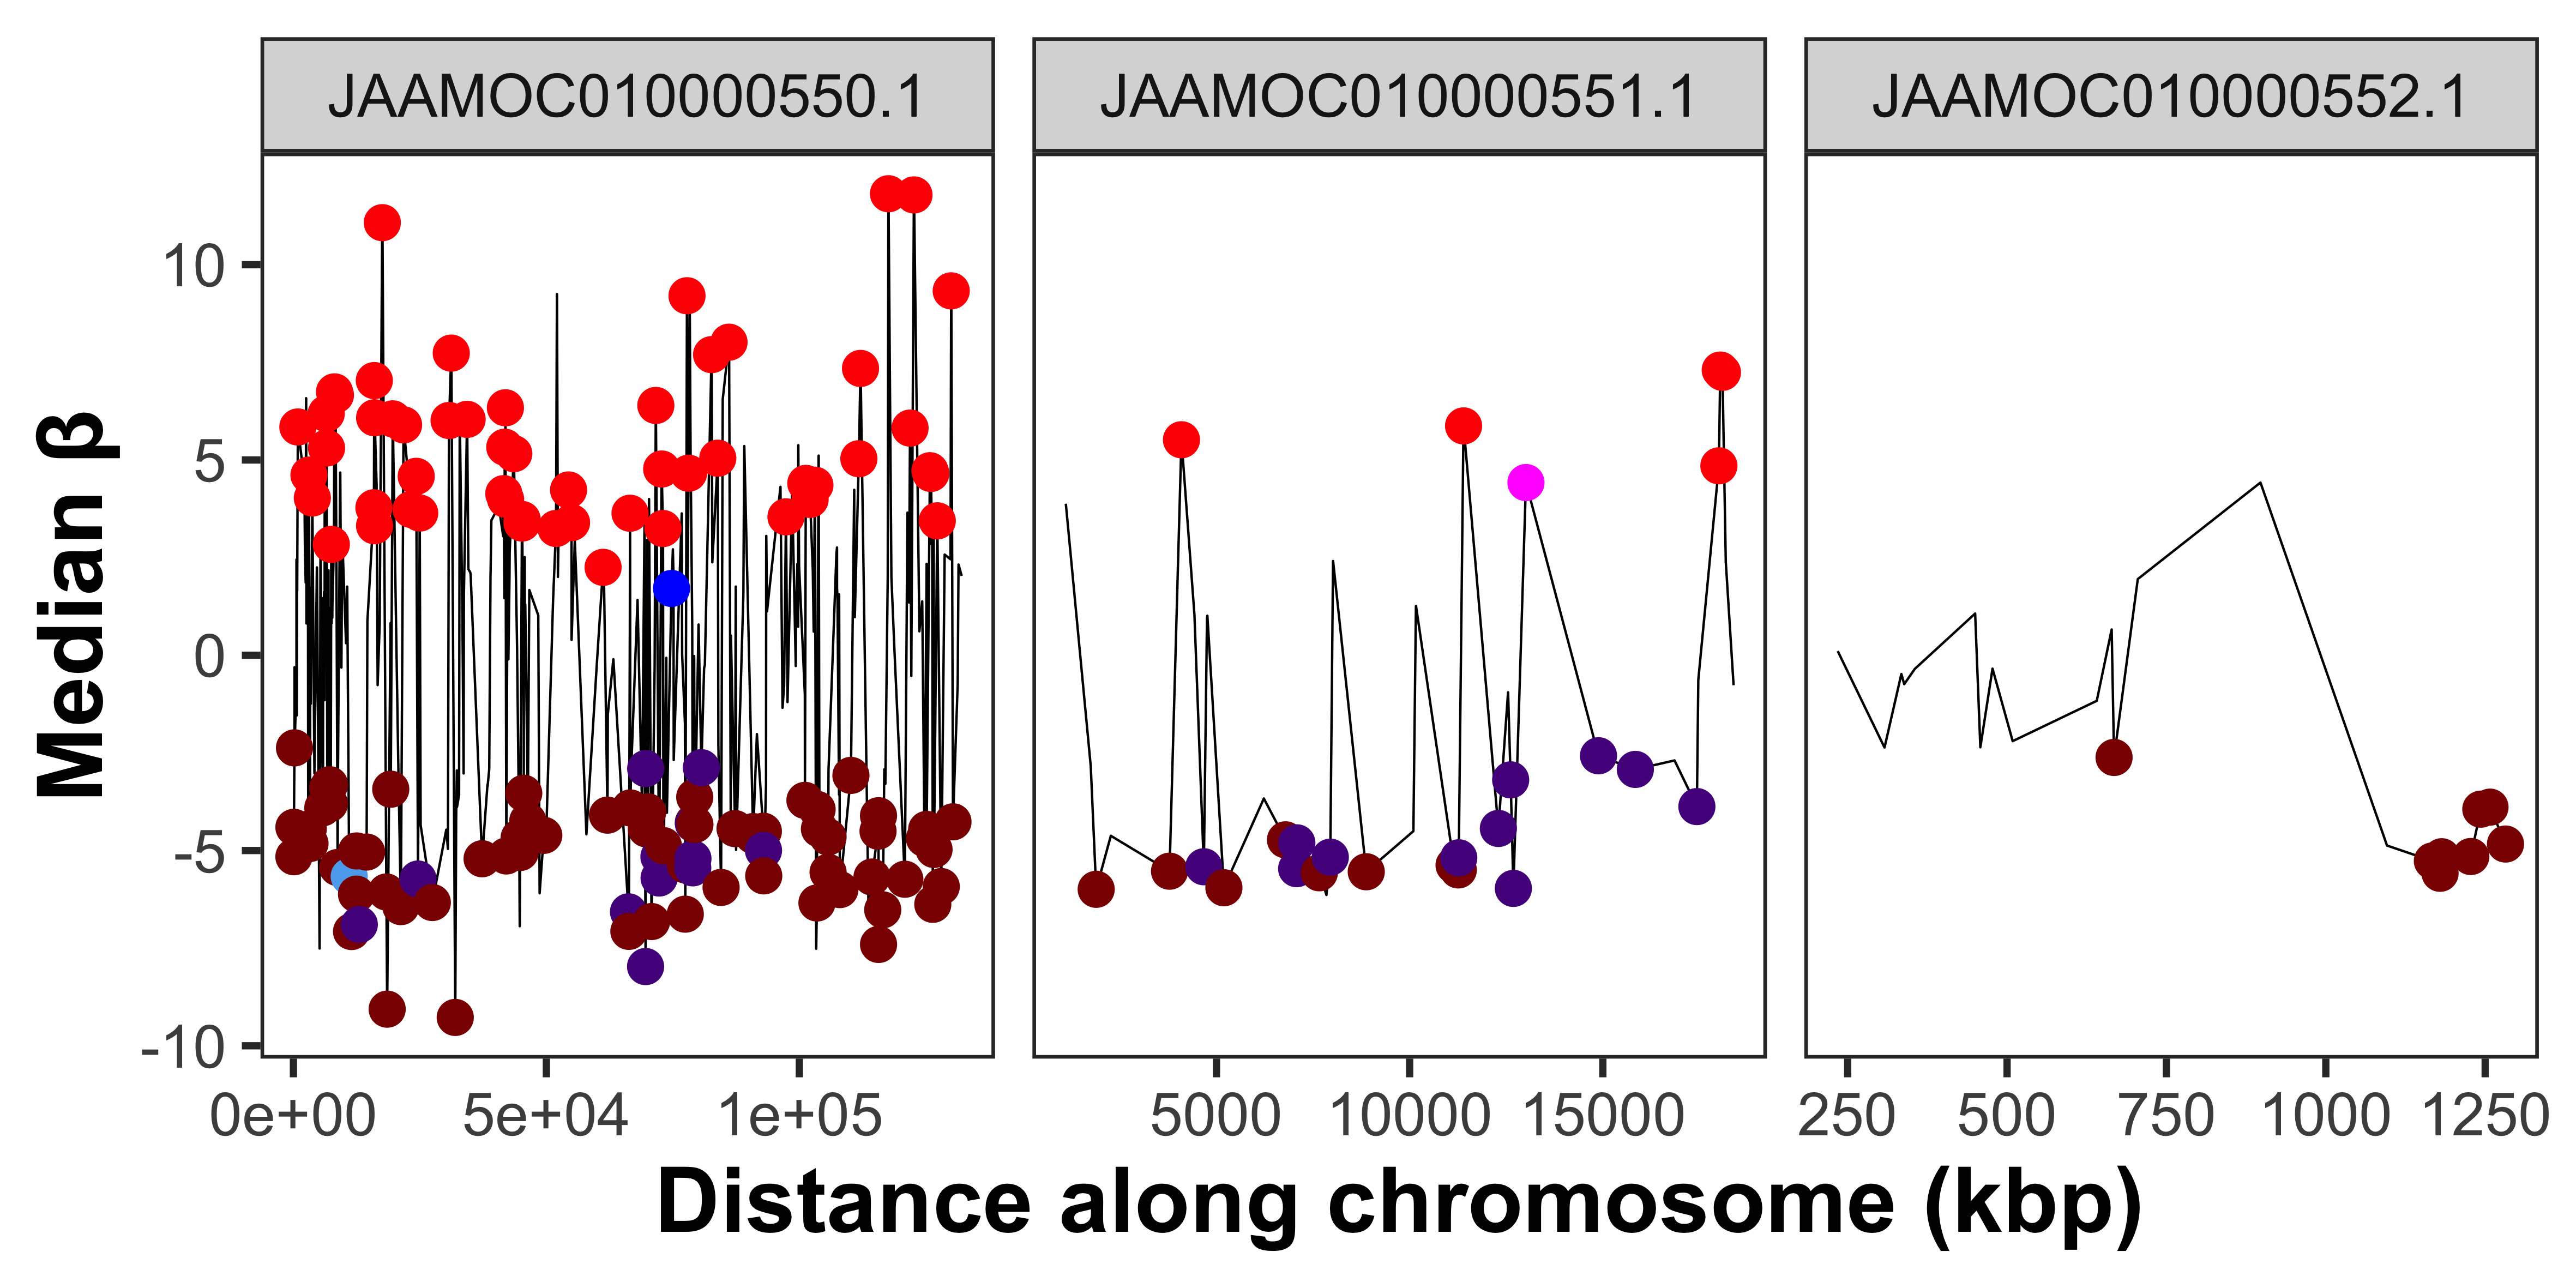 JAAMOC010000550.1 JAAMOC010000551.1 JAAMOC010000552.1
10
5
0
-5
-10
Median β
0e+00 5e+04 1e+05 5000 10000 15000 250 500 750 1000 1250
Distance along chromosome (kbp)